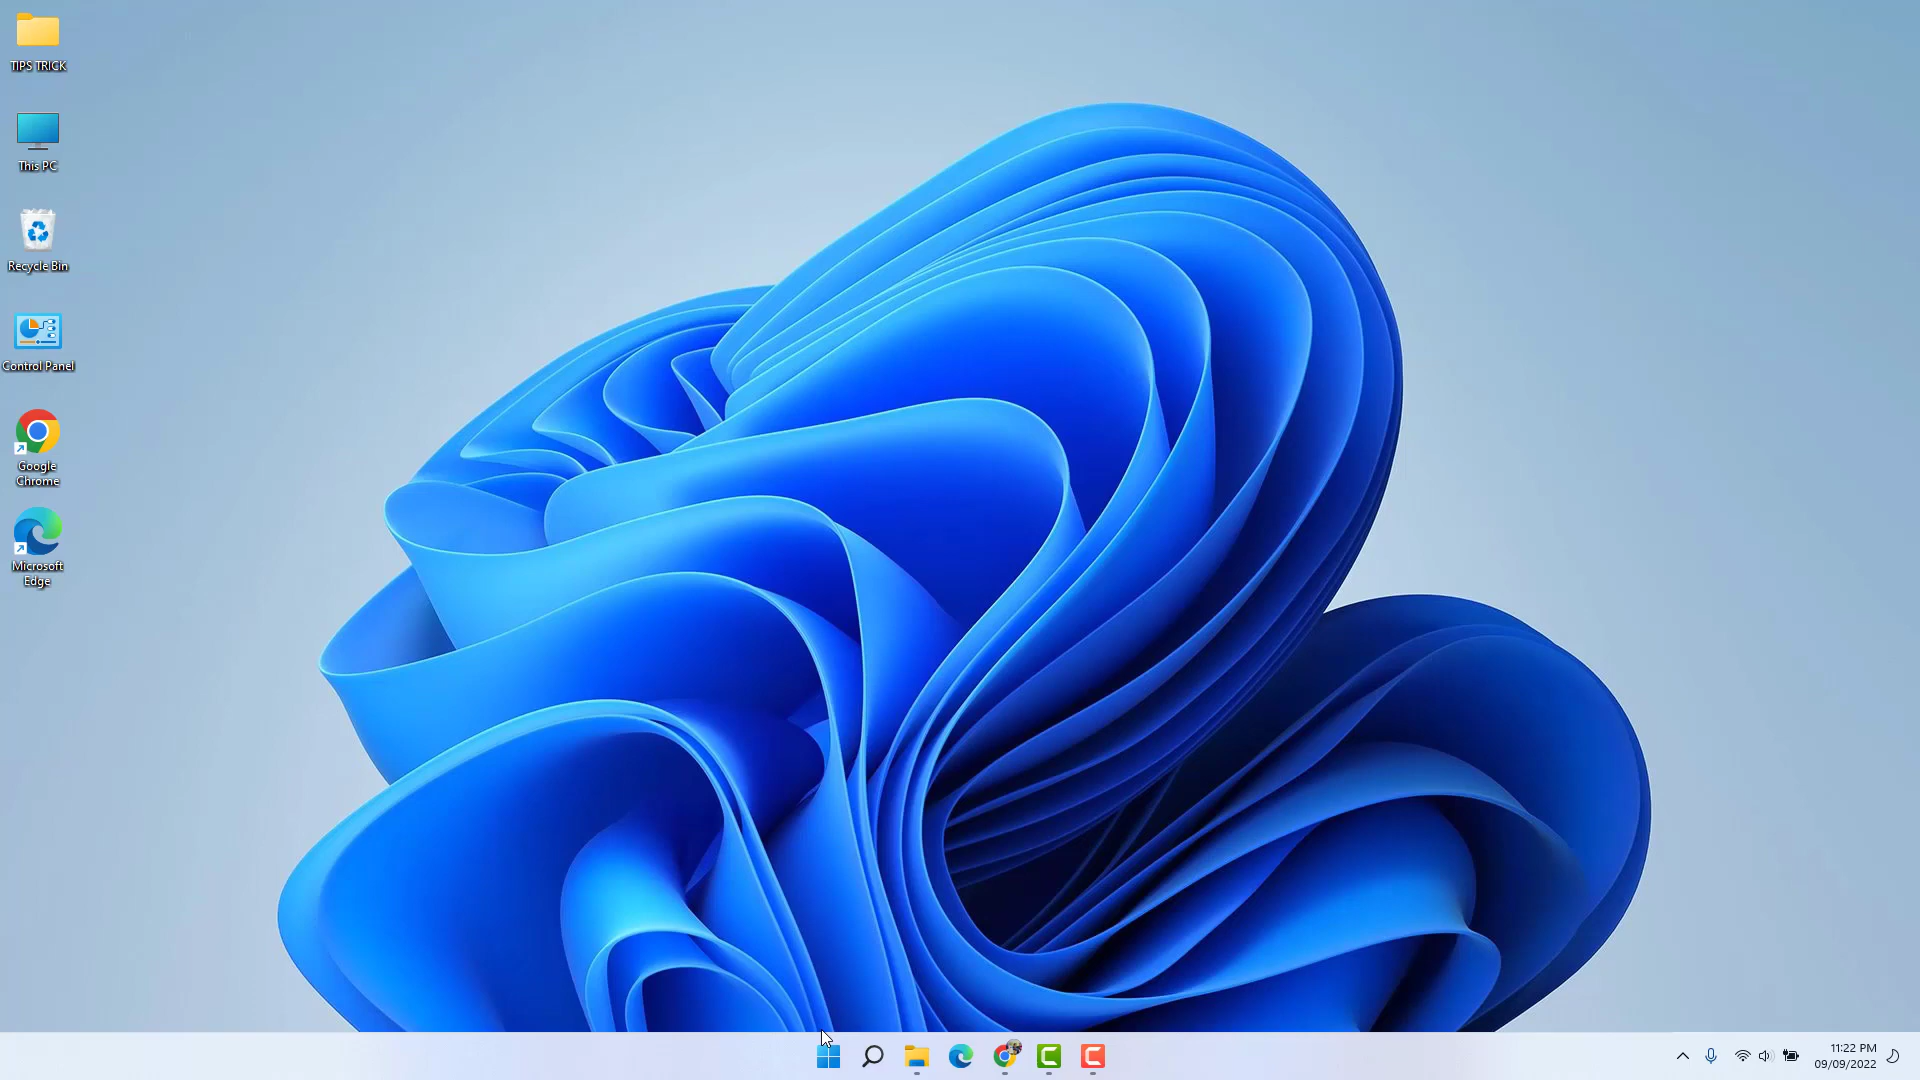 TIPS TRICK
This PC
Recycle Bin
Control Panel
Google
Chrome
Microsoft
Edge
11:22 PM
09/09/2022